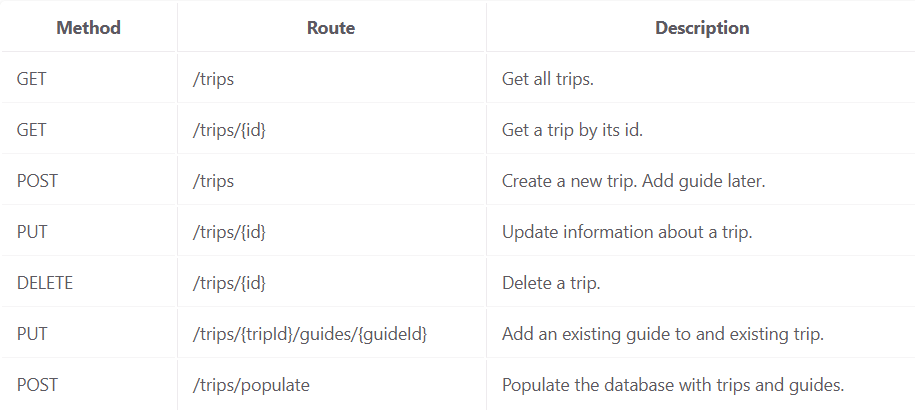 Method Route Description
GET /trips Get all trips.
GET /trips/{id} Get a trip by its id.
POST /trips Create a new trip. Add guide later.
PUT /trips/{id} Update information about a trip.
DELETE /trips/{id} Delete a trip.
PUT /trips/{tripId}/guides/{guideId} Add an existing guide to and existing trip.
POST /trips/populate Populate the database with trips and guides.